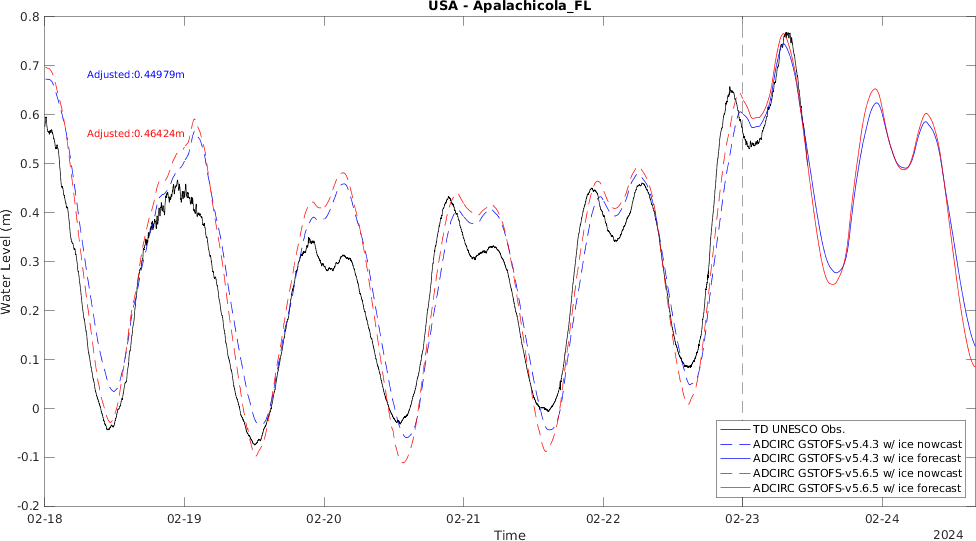 USA - Apalachicola_FL
0.8
0.7
0.6
0.5
0.4
0.3
0.2
0.1
0
-0.1
-0.2
Water Level (m)
Adjusted:0.44979m
Adjusted:0.46424m
TD UNESCO Obs.
ADCIRC GSTOFS-v5.4.3 w/ ice nowcast
ADCIRC GSTOFS-v5.4.3 w/ ice forecast
ADCIRC GSTOFS-v5.6.5 w/ ice nowcast
ADCIRC GSTOFS-v5.6.5 w/ ice forecast
02-18 02-19 02-20 02-21 02-22 02-23 02-24
Time
2024